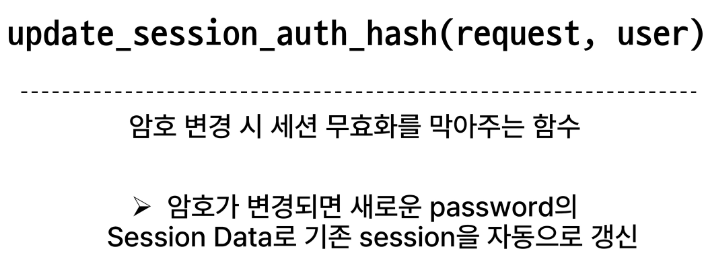 update_session_auth_hash(request, user)
암호 변경 시 세션 무효화를 막아주는 함수
➢ 암호가 변경되면 새로운 password의
Session Data로 기존 session을 자동으로 갱신